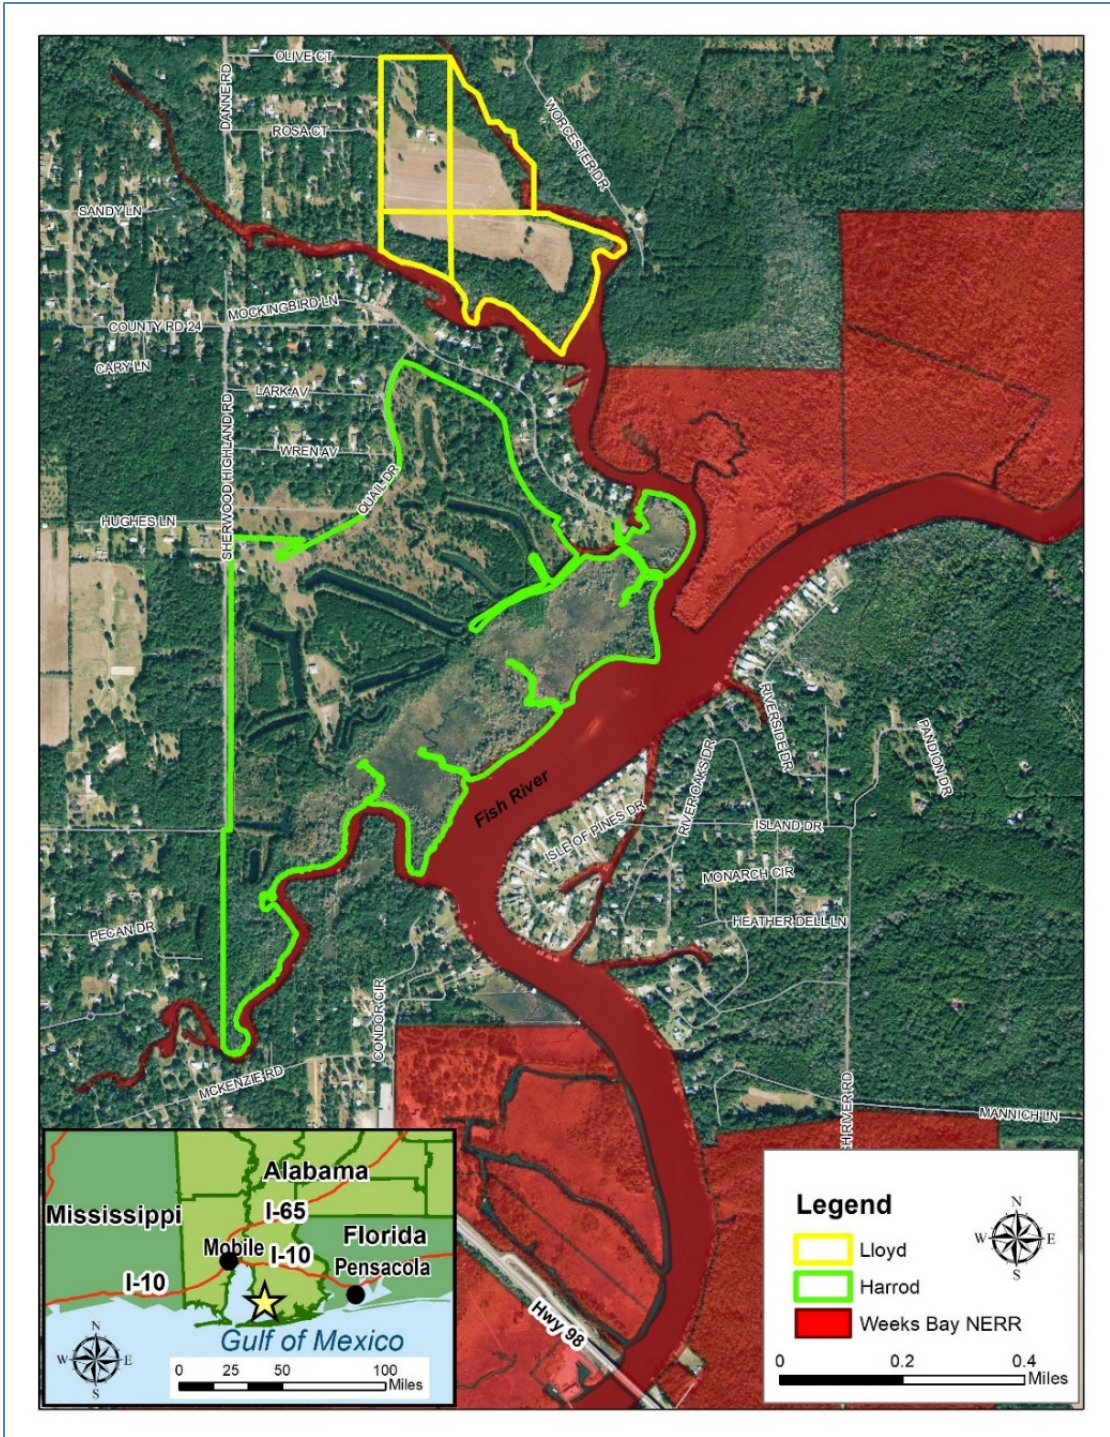 OLIVE CT
DANNE RD
ROSA CT
WORCESTER DR
SANDY LN
MOCKINGBIRD LN
COUNTY RD 24
CARY LN
LARK AV
SHERWOOD HIGHLAND RD
WREN AV
QUAIL DR
HUGHES LN
RIVERSIDE DR
PANDION DR
RIVER OAKS DR
Fish River
ISLE OF PINES DR
ISLAND DR
MONARCH CIR
HEATHER DELL LN
PECAN DR
CONDOR CIR
MCKENZIE RD
SH RIVER RD
MANNICH LN
Hwy 98
Alabama
Mississippi
I-65
Florida
Mobile
I-10
Pensacola
I-10
Gulf of Mexico
N
W E
S
0 25 50 100
Miles
Legend
N
W E
S
Lloyd
Harrod
Weeks Bay NERR
0 0.2 0.4
Miles